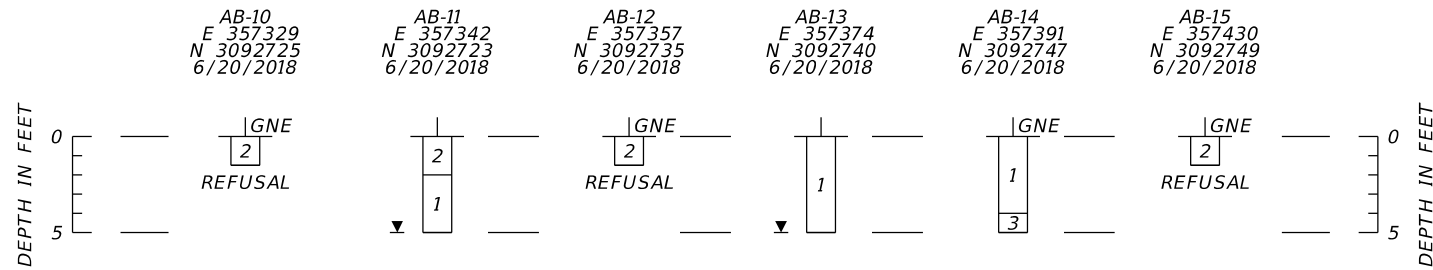 AB-10
E 357329
N 3092725
6/20/2018
AB-11
E 357342
N 3092723
6/20/2018
AB-12
E 357357
N 3092735
6/20/2018
AB-13
E 357374
N 3092740
6/20/2018
AB-14
E 357391
N 3092747
6/20/2018
AB-15
E 357430
N 3092749
6/20/2018
DEPTH IN FEET
0
5
GNE
2
REFUSAL
2
1
GNE
2
REFUSAL
1
GNE
1
3
GNE
2
REFUSAL
0
5
DEPTH IN FEET